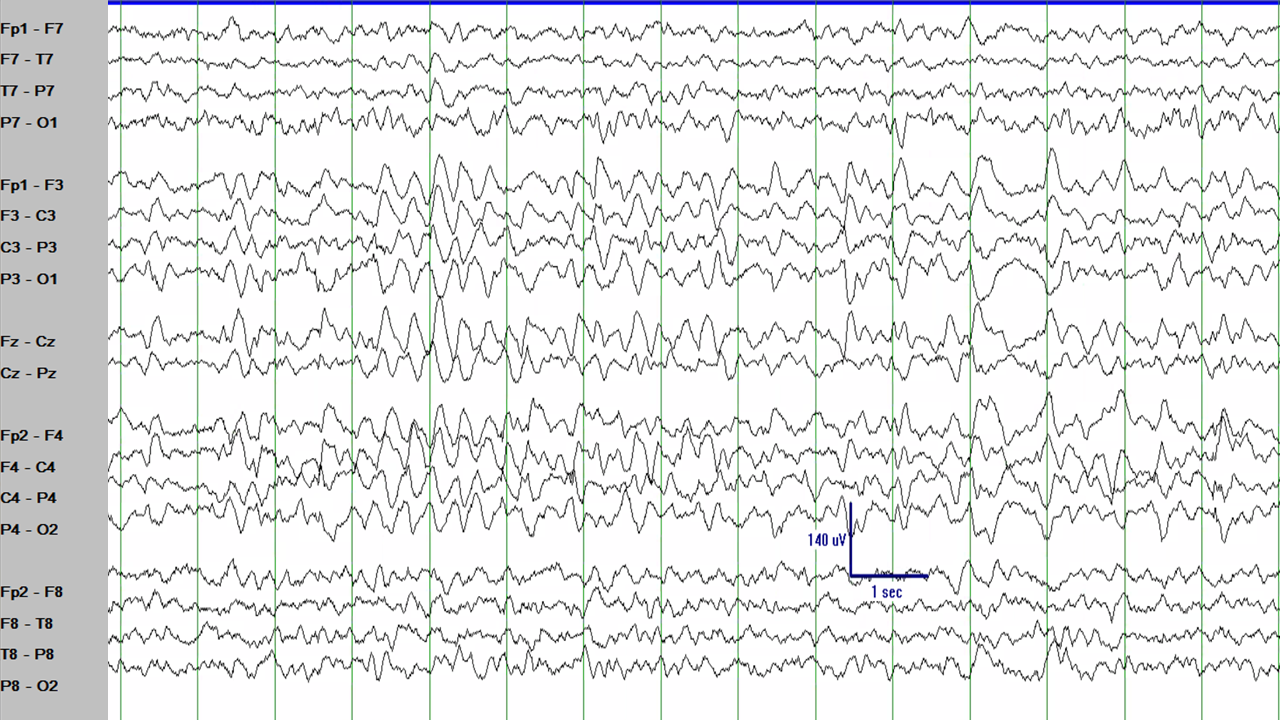 Fp1 - F7
F7 - T7
T7 - P7
P7 - O1
Fp1 - F3
F3 - C3
C3 - P3
P3 - O1
Fz - Cz
Cz - Pz
Fp2 - F4
F4 - C4
C4 - P4
P4 - O2
140 uV
1 sec
Fp2 - F8
F8 - T8
T8 - P8
P8 - O2